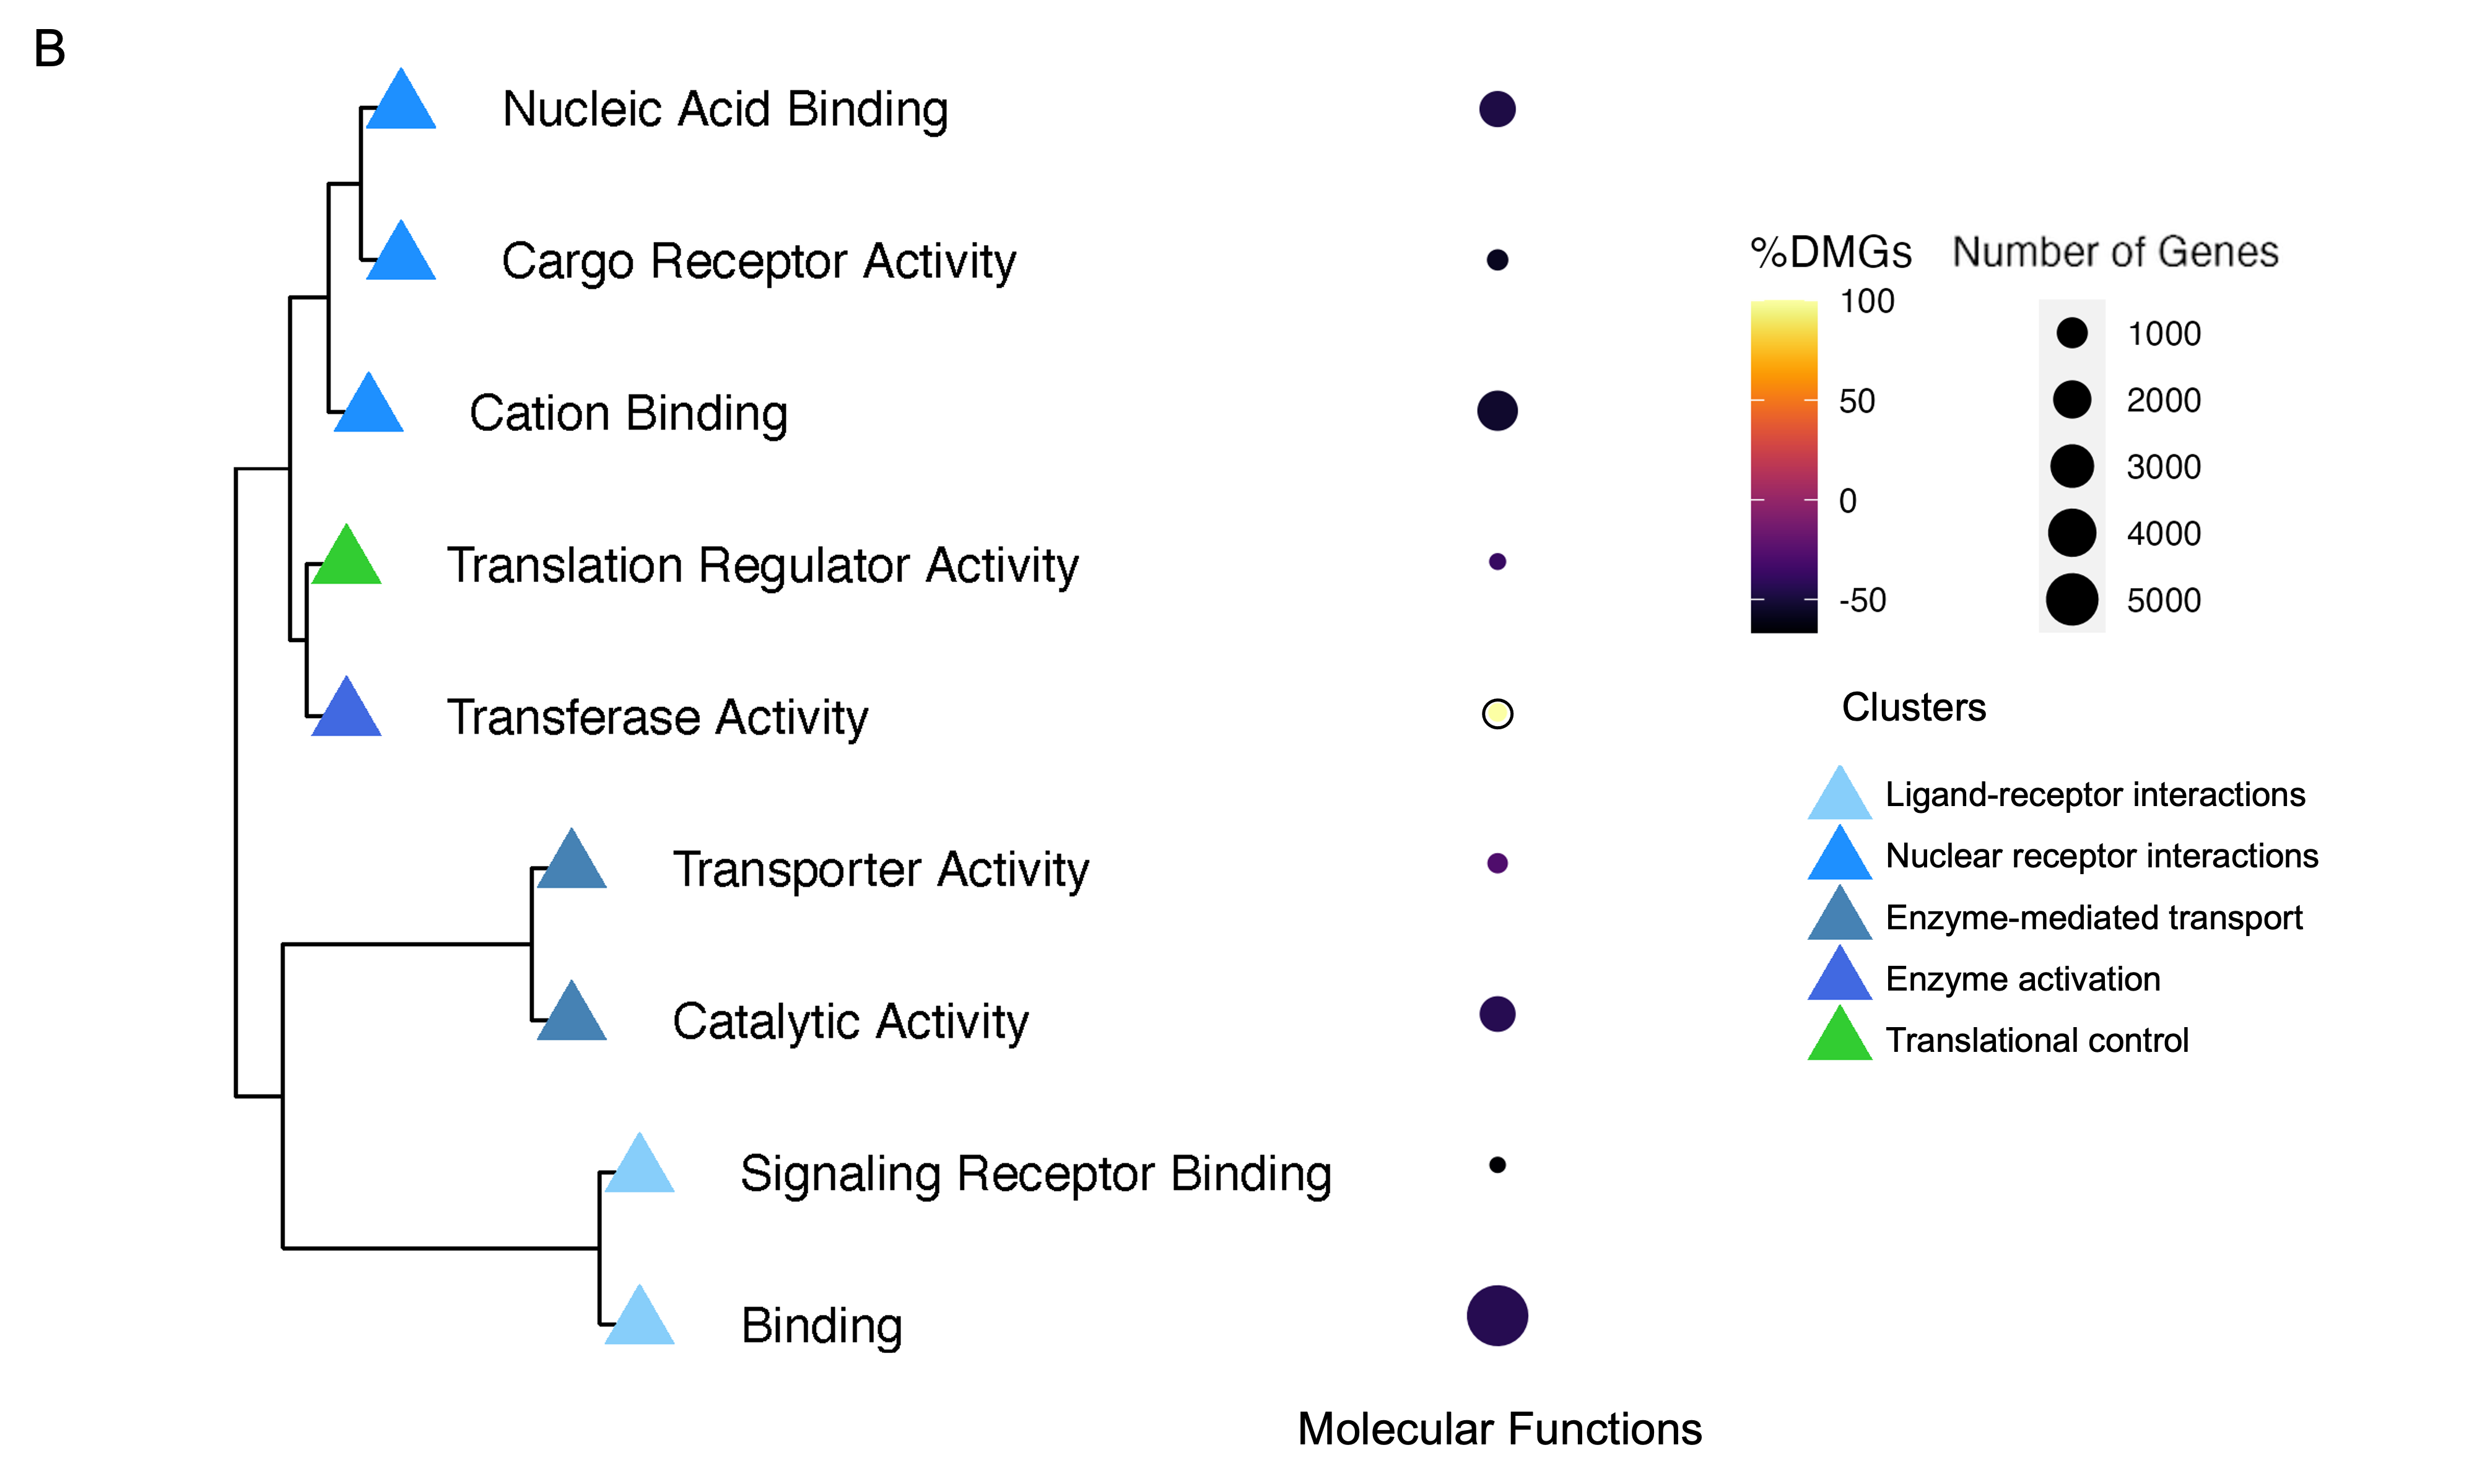 B
Nucleic Acid Binding
Cargo Receptor Activity
Cation Binding
Translation Regulator Activity
Transferase Activity
Transporter Activity
Catalytic Activity
Signaling Receptor Binding
Binding
Molecular Functions
%DMGs
100
50
0
-50
Number of Genes
1000
2000
3000
4000
5000
Clusters
Ligand-receptor interactions
Nuclear receptor interactions
Enzyme-mediated transport
Enzyme activation
Translational control